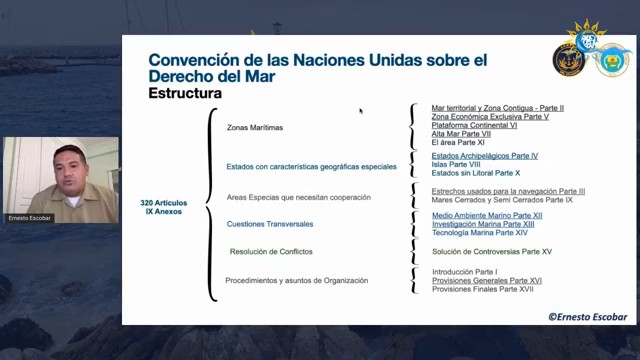 Convención de las Naciones Unidas sobre el
Derecho del Mar
Estructura
320 Artículos
IX Anexos
Zonas Marítimas
Mar territorial y Zona Contigua - Parte II
Zona Económica Exclusiva Parte V
Plataforma Continental VI
Alta Mar Parte VII
El área Parte XI
Estados con características geográficas especiales
Estados Archipelágicos Parte IV
Islas Parte VIII
Estados sin Litoral Parte X
Areas Especias que necesitan cooperación
Estrechos usados para la navegación Parte III
Mares Cerrados y Semi Cerrados Parte IX
Cuestiones Transversales
Medio Ambiente Marino Parte XII
Investigación Marina Parte XIII
Tecnología Marina Parte XIV
Resolución de Conflictos
Solución de Controversias Parte XV
Procedimientos y asuntos de Organización
Introducción Parte I
Provisiones Generales Parte XVI
Provisiones Finales Parte XVII
Ernesto Escobar
©Ernesto Escobar